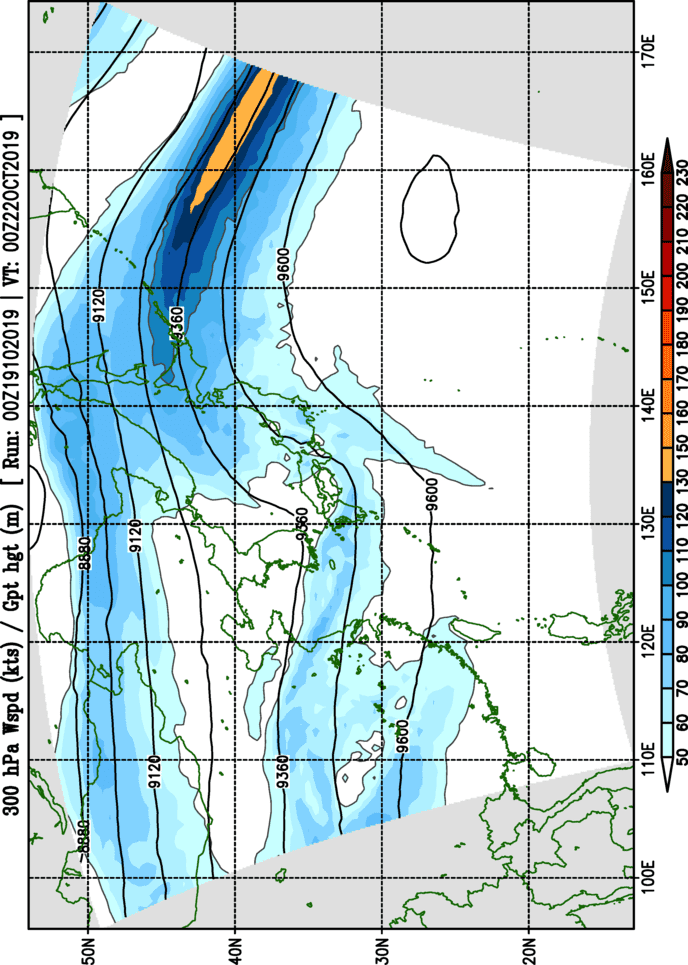 300 hPa Wspd (kts) / Gpt hgt (m) [ Run: 00Z19102019 | VT: 00Z22OCT2019 ]
50N
8880
8880
9120
9120
9120
9360
40N
9360
9600
9360
30N
9600
9600
20N
100E 110E 120E 130E 140E 150E 160E 170E
50 60 70 80 90 100 110 120 130 150 160 170 180 190 200 210 220 230